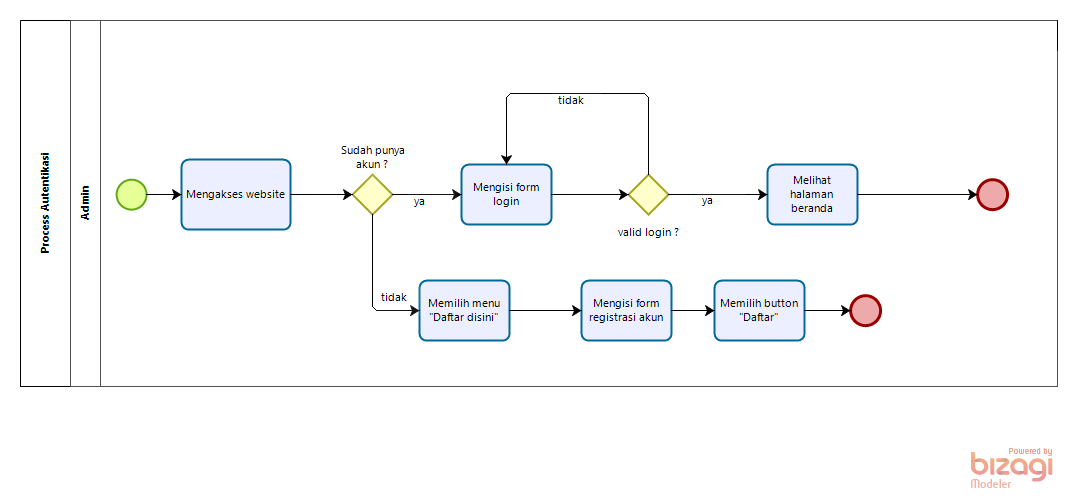 Process Autentikasi
Admin
Mengakses website
Sudah punya
akun ?
ya
tidak
Mengisi form
login
tidak
valid login ?
ya
Melihat
halaman
beranda
Memilih menu
"Daftar disini"
Mengisi form
registrasi akun
Memilih button
"Daftar"
Powered by
bizagi
Modeler